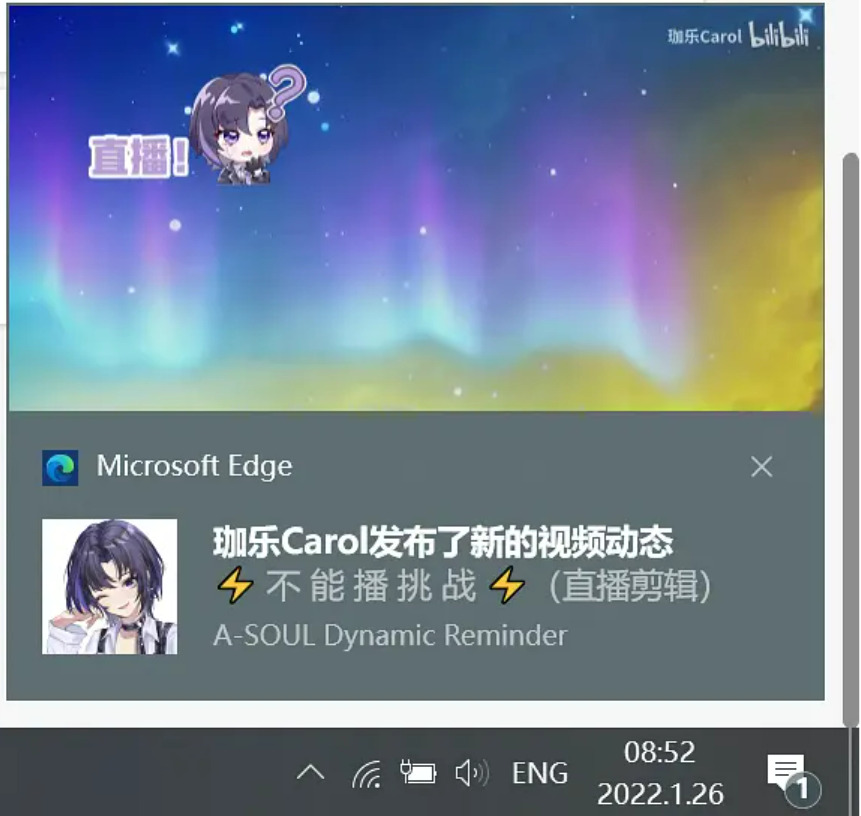 珈乐Carol bilibili
?
直播！
Microsoft Edge
珈乐Carol发布了新的视频动态
⚡不能播挑战⚡（直播剪辑）
A-SOUL Dynamic Reminder
08:52
ENG
2022.1.26
1